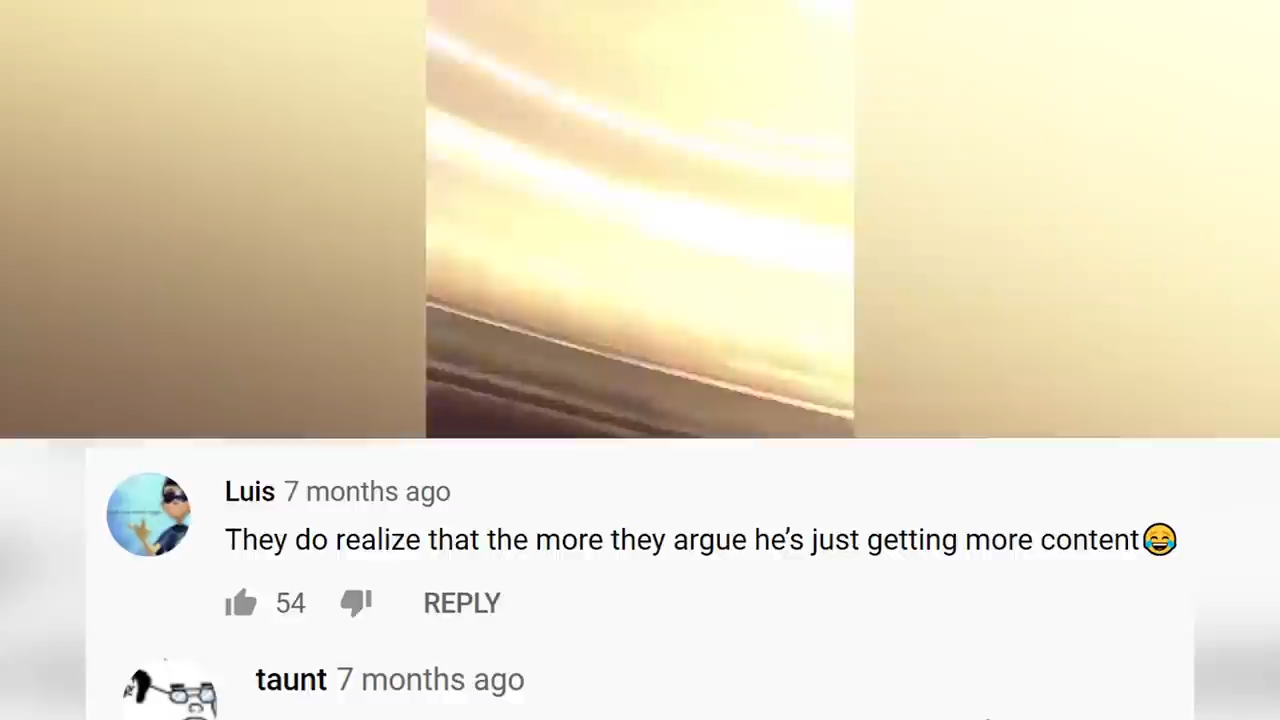 Luis 7 months ago
They do realize that the more they argue he’s just getting more content😂
54 REPLY
taunt 7 months ago